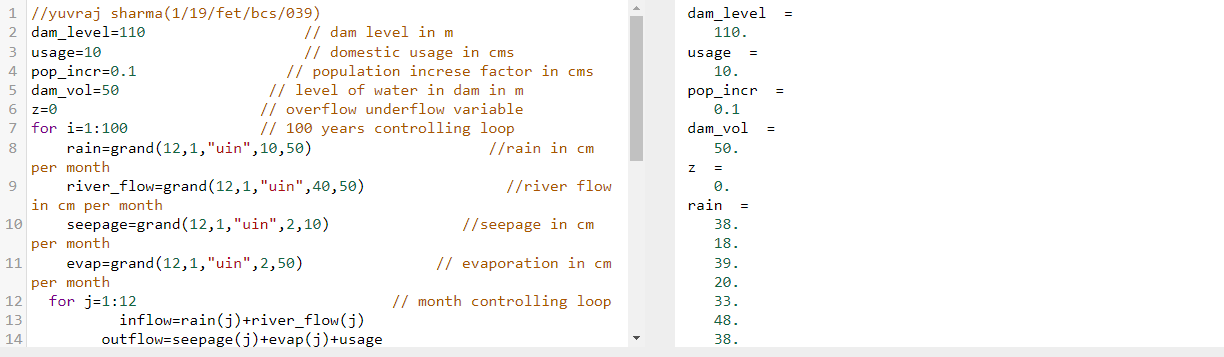 1 //yuvraj sharma(1/19/fet/bcs/039)
2 dam_level=110 // dam level in m
3 usage=10 // domestic usage in cms
4 pop_incr=0.1 // population increse factor in cms
5 dam_vol=50 // level of water in dam in m
6 z=0 // overflow underflow variable
7 for i=1:100 // 100 years controlling loop
8 rain=grand(12,1,"uin",10,50) //rain in cm
per month
9 river_flow=grand(12,1,"uin",40,50) //river flow
in cm per month
10 seepage=grand(12,1,"uin",2,10) //seepage in cm
per month
11 evap=grand(12,1,"uin",2,50) // evaporation in cm
per month
12 for j=1:12 // month controlling loop
13 inflow=rain(j)+river_flow(j)
14 outflow=seepage(j)+evap(j)+usage
dam_level =
110.
usage =
10.
pop_incr =
0.1
dam_vol =
50.
z =
0.
rain =
38.
18.
39.
20.
33.
48.
38.